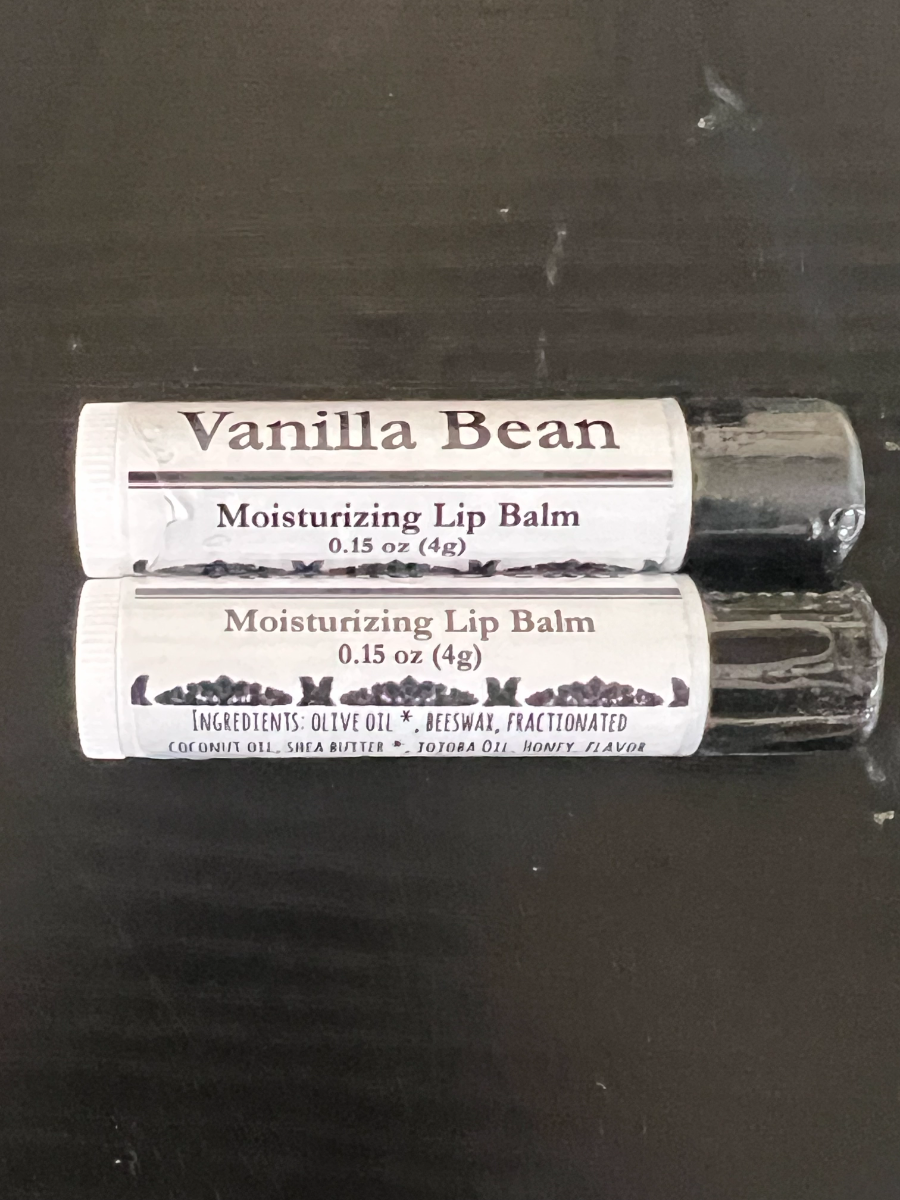 Vanilla Bean
Moisturizing Lip Balm
0.15 oz (4g)
Moisturizing Lip Balm
0.15 oz (4g)
INGREDIENTS: OLIVE OIL *, BEESWAX, FRACTIONATED
COCONUT OIL, SHEA BUTTER *, JOJOBA OIL, HONEY, FLAVOR